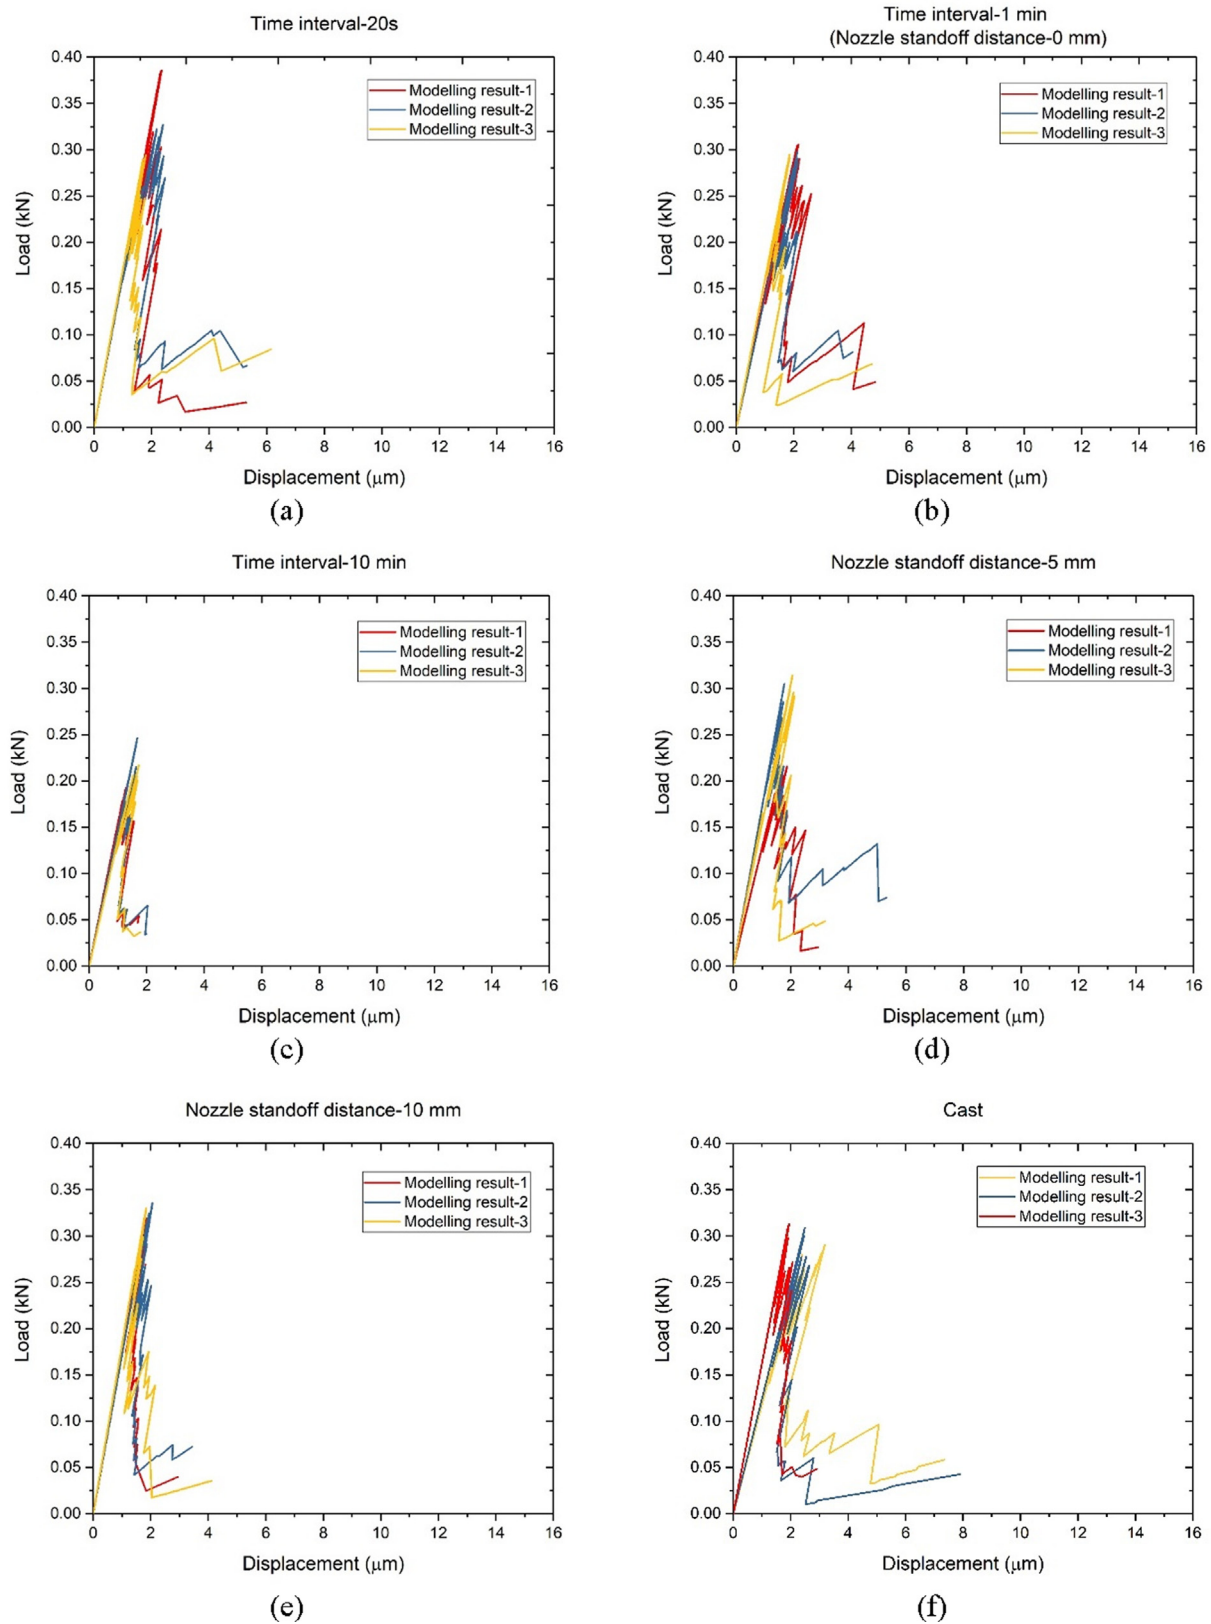 Time interval-20s
0.40
0.35
0.30
0.25
0.20
0.15
0.10
0.05
0.00
Load (kN)
Modelling result-1
Modelling result-2
Modelling result-3
0 2 4 6 8 10 12 14 16
Displacement (μm)
(a)
Time interval-1 min
(Nozzle standoff distance-0 mm)
0.40
0.35
0.30
0.25
0.20
0.15
0.10
0.05
0.00
Load (kN)
Modelling result-1
Modelling result-2
Modelling result-3
0 2 4 6 8 10 12 14 16
Displacement (μm)
(b)
Time interval-10 min
0.40
0.35
0.30
0.25
0.20
0.15
0.10
0.05
0.00
Load (kN)
Modelling result-1
Modelling result-2
Modelling result-3
0 2 4 6 8 10 12 14 16
Displacement (μm)
(c)
Nozzle standoff distance-5 mm
0.40
0.35
0.30
0.25
0.20
0.15
0.10
0.05
0.00
Load (kN)
Modelling result-1
Modelling result-2
Modelling result-3
0 2 4 6 8 10 12 14 16
Displacement (μm)
(d)
Nozzle standoff distance-10 mm
0.40
0.35
0.30
0.25
0.20
0.15
0.10
0.05
0.00
Load (kN)
Modelling result-1
Modelling result-2
Modelling result-3
0 2 4 6 8 10 12 14 16
Displacement (μm)
(e)
Cast
0.40
0.35
0.30
0.25
0.20
0.15
0.10
0.05
0.00
Load (kN)
Modelling result-1
Modelling result-2
Modelling result-3
0 2 4 6 8 10 12 14 16
Displacement (μm)
(f)